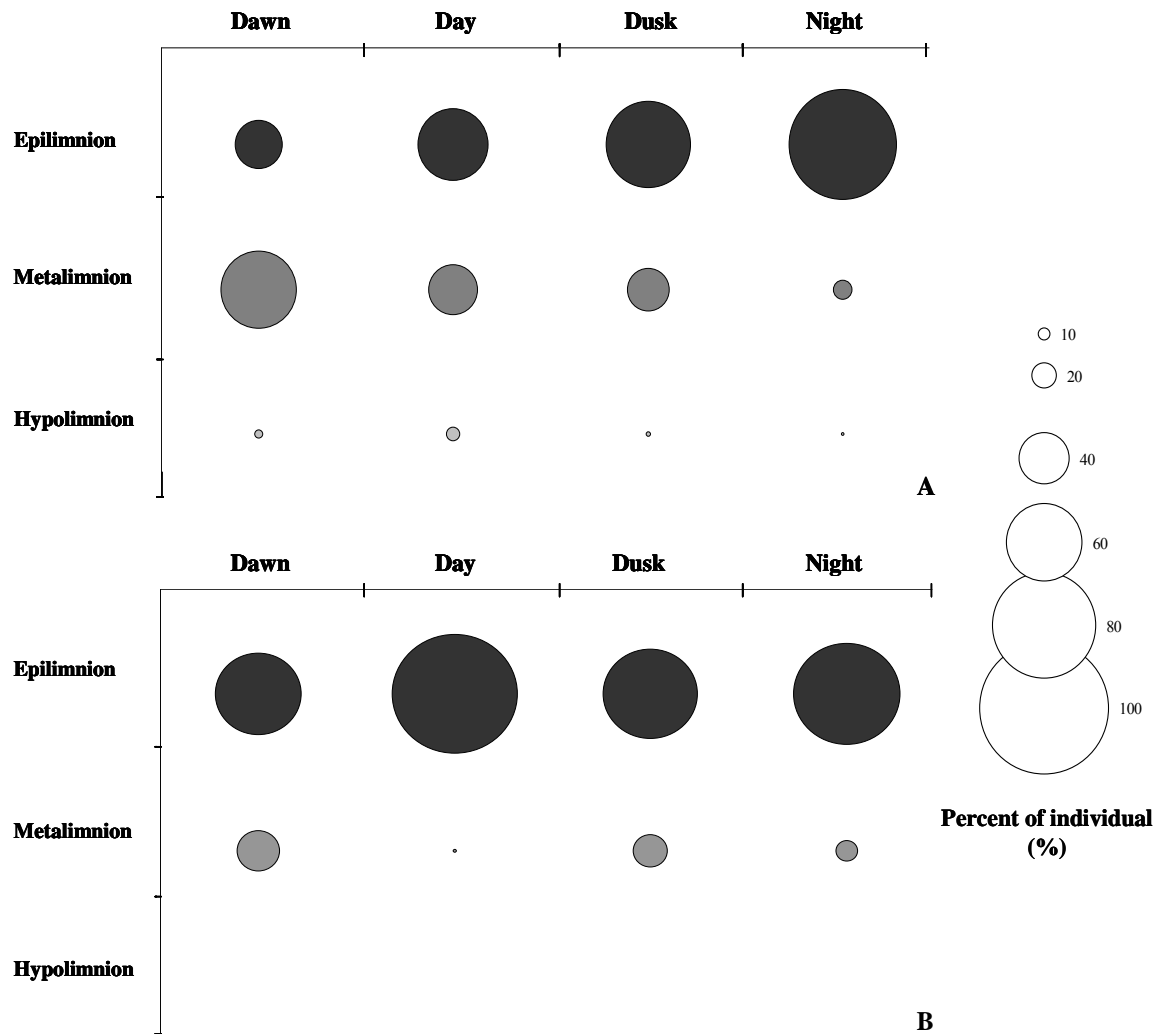 Dawn Day Dusk Night
Epilimnion
Metalimnion
Hypolimnion
A
10
20
40
60
80
100
Percent of individual
(%)
Dawn Day Dusk Night
Epilimnion
Metalimnion
Hypolimnion
B